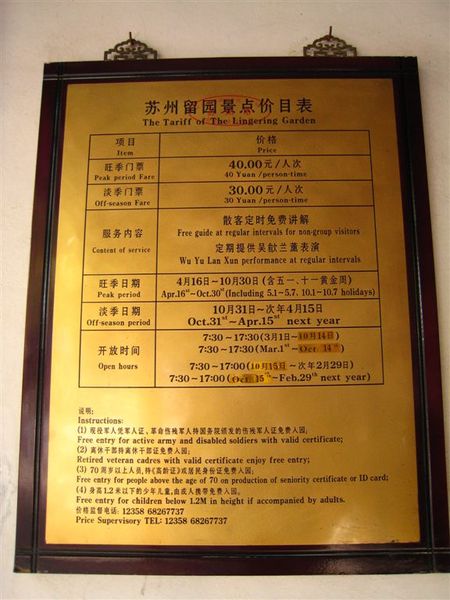 苏州留园景点价目表
The Tariff of The Lingering Garden
项目 价格
Item Price
旺季门票 40.00元/人次
Peak period Fare 40 Yuan /person-time
淡季门票 30.00元/人次
Off-season Fare 30 Yuan /person-time
散客定时免费讲解
服务内容 Free guide at regular intervals for non-group visitors
Content of service 定期提供吴歈兰薰表演
Wu Yu Lan Xun performance at regular intervals
旺季日期 4月16日~10月30日(含五一、十一黄金周)
Peak period Apr.16st~Oct.30st(Including 5.1~5.7, 10.1~10.7 holidays)
淡季日期 10月31日~次年4月15日
Off-season period Oct.31st~Apr.15st next year
7:30~17:30(3月1日~10月14日)
开放时间 7:30~17:30(Mar.1st~Oct. 14th)
Open hours 7:30~17:00(10月15日~次年2月29日)
7:30~17:00(Oct. 15th~Feb.29th next year)
说明:
Instructions:
(1) 现役军人凭军人证、革命伤残军人持国务院颁发的伤残军人证免费入园。
Free entry for active army and disabled soldiers with valid certificate;
(2) 离休干部持离休干部证免费入园。
Retired veteran cadres with valid certificate enjoy free entry;
(3) 70周岁以上人员,持《高龄证》或居民身份证免费入园。
Free entry for people above the age of 70 on production of seniority certificate or ID card;
(4) 身高1.2米以下的少年儿童,由成人携带免费入园。
Free entry for children below 1.2M in height if accompanied by adults.
价格监督电话: 12358 68267737
Price Supervisory TEL: 12358 68267737